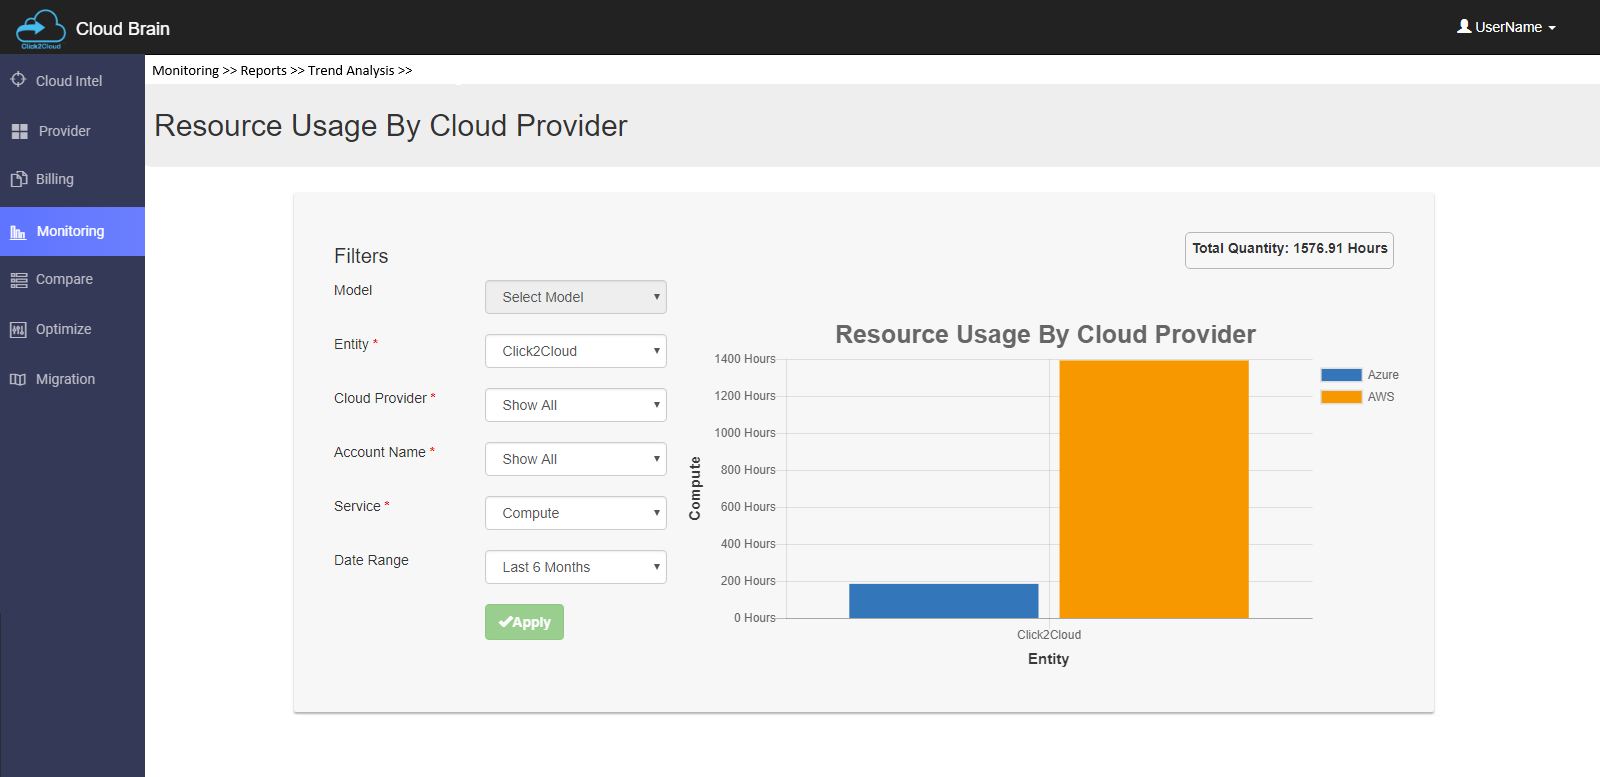 Click2Cloud
Cloud Brain
UserName
Cloud Intel
Provider
Billing
Monitoring
Compare
Optimize
Migration
Monitoring >> Reports >> Trend Analysis >>
Resource Usage By Cloud Provider
Filters
Model
Select Model
Entity *
Click2Cloud
Cloud Provider *
Show All
Account Name *
Show All
Service *
Compute
Date Range
Last 6 Months
Apply
Total Quantity: 1576.91 Hours
Resource Usage By Cloud Provider
1400 Hours
1200 Hours
1000 Hours
800 Hours
600 Hours
400 Hours
200 Hours
0 Hours
Compute
Click2Cloud
Entity
Azure
AWS